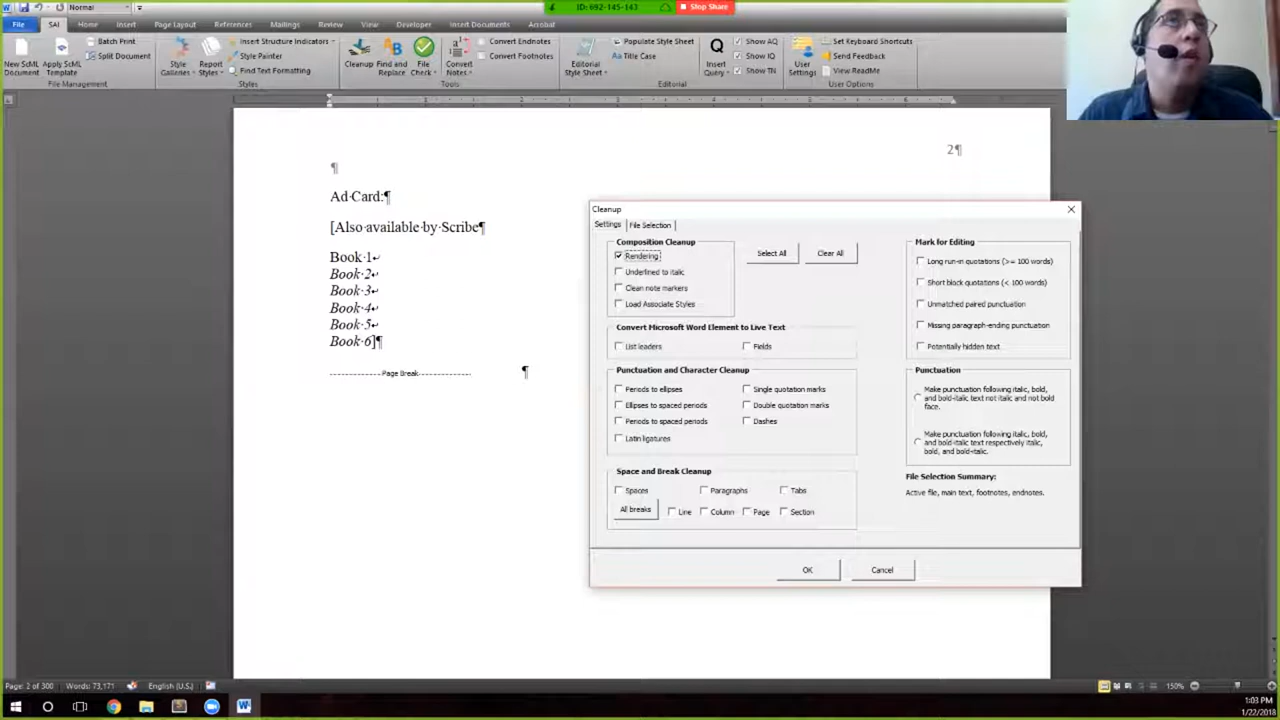 Normal
ID: 692-145-143
Stop Share
File SAI Home Insert Page Layout References Mailings Review View Developer Insert Documents Acrobat
New ScML Document
Apply ScML Template
Batch Print
Split Document
File Management
Style Galleries
Report Styles
Insert Structure Indicators
Style Painter
Find Text Formatting
Styles
Cleanup
Find and Replace
File Check
Convert Notes
Convert Endnotes
Convert Footnotes
Tools
Editorial Style Sheet
Populate Style Sheet
Title Case
Insert Query
Show AQ
Show IQ
Show TN
Editorial
User Settings
Set Keyboard Shortcuts
Send Feedback
View ReadMe
User Options
2¶
¶
Ad·Card:¶
[Also·available·by·Scribe¶
Book·1↵
Book·2↵
Book·3↵
Book·4↵
Book·5↵
Book·6]¶
Page Break
¶
Cleanup
Settings File Selection
Composition Cleanup
Rendering
Underlined to italic
Clean note markers
Load Associate Styles
Select All
Clear All
Convert Microsoft Word Element to Live Text
List leaders
Fields
Punctuation and Character Cleanup
Periods to ellipses
Single quotation marks
Ellipses to spaced periods
Double quotation marks
Periods to spaced periods
Dashes
Latin ligatures
Space and Break Cleanup
Spaces
Paragraphs
Tabs
All breaks
Line
Column
Page
Section
Mark for Editing
Long run-in quotations (>= 100 words)
Short block quotations (< 100 words)
Unmatched paired punctuation
Missing paragraph-ending punctuation
Potentially hidden text
Punctuation
Make punctuation following italic, bold,
and bold-italic text not italic and not bold
face.
Make punctuation following italic, bold,
and bold-italic text respectively italic,
bold, and bold-italic.
File Selection Summary:
Active file, main text, footnotes, endnotes.
OK
Cancel
Page: 2 of 300
Words: 73,171
English (U.S.)
150%
1:03 PM
1/22/2018